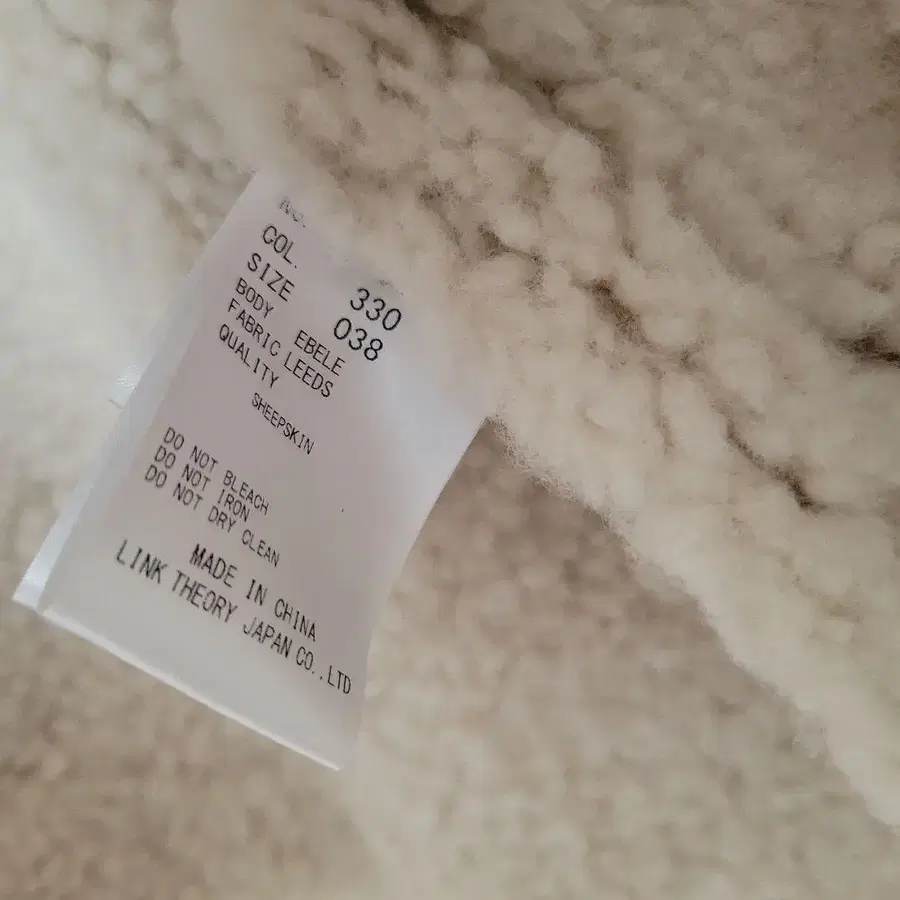 NO.
COL. 330
SIZE 038
BODY EBELE
FABRIC LEEDS
QUALITY
SHEEPSKIN
DO NOT BLEACH
DO NOT IRON
DO NOT DRY CLEAN
MADE IN CHINA
LINK THEORY JAPAN CO.,LTD